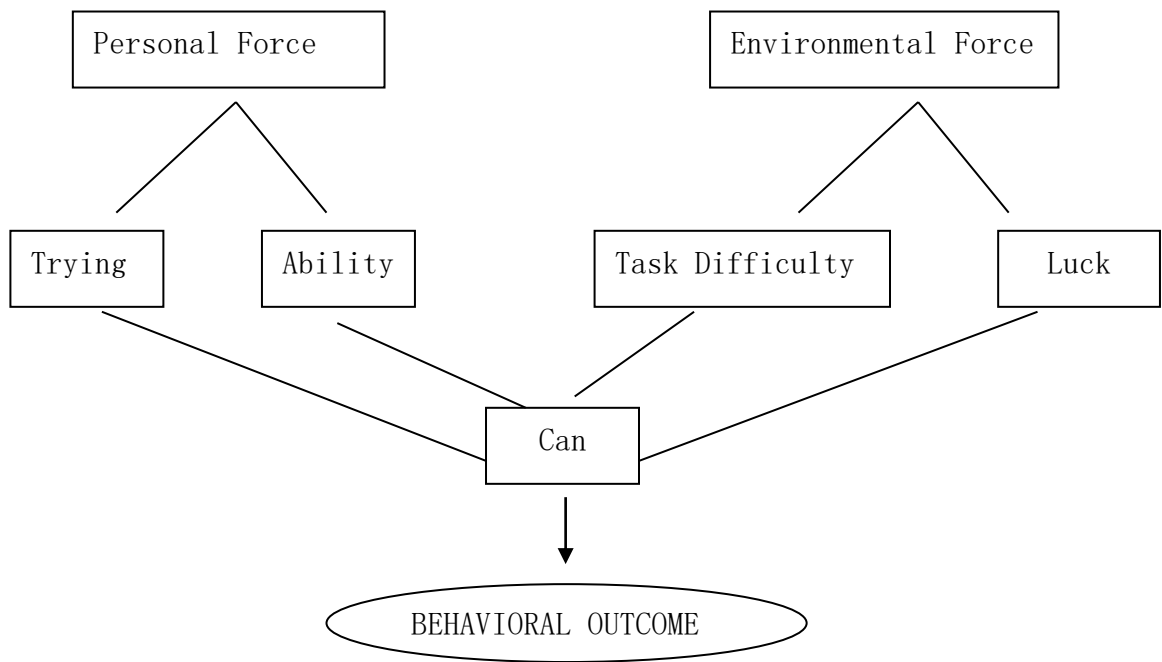 Personal Force
Environmental Force
Trying
Ability
Task Difficulty
Luck
Can
BEHAVIORAL OUTCOME